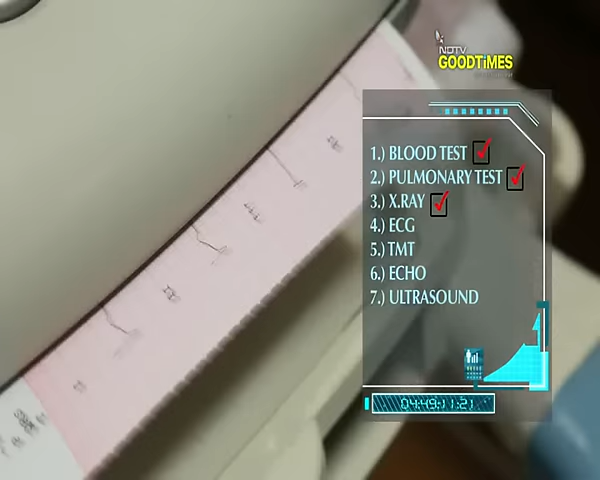 NDTV
GOODTiMES
1.) BLOOD TEST
2.) PULMONARY TEST
3.) X.RAY
4.) ECG
5.) TMT
6.) ECHO
7.) ULTRASOUND
04:49:11:21